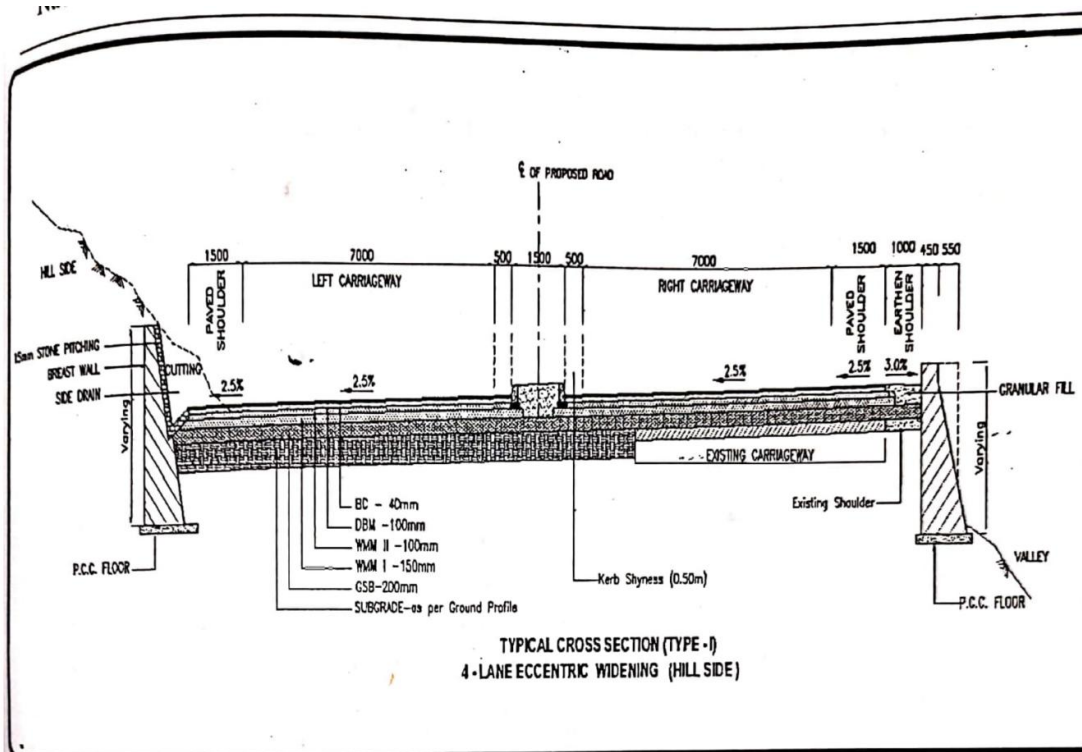 ℄ OF PROPOSED ROAD
1500 7000 500 1500 500 7000 1500 1000 450 550
HILL SIDE
PAVED SHOULDER
LEFT CARRIAGEWAY
RIGHT CARRIAGEWAY
PAVED SHOULDER
EARTHEN SHOULDER
15mm STONE PITCHING
BREAST WALL
CUTTING
SIDE DRAIN
2.5% 2.5% 2.5% 2.5% 3.0%
GRANULAR FILL
Varying
Varying
EXISTING CARRIAGEWAY
Existing Shoulder
BC - 40mm
DBM -100mm
WMM II -100mm
WMM I -150mm
GSB-200mm
SUBGRADE-as per Ground Profile
Kerb Shyness (0.50m)
P.C.C. FLOOR
VALLEY
P.C.C. FLOOR
TYPICAL CROSS SECTION (TYPE - I)
4 - LANE ECCENTRIC WIDENING (HILL SIDE)